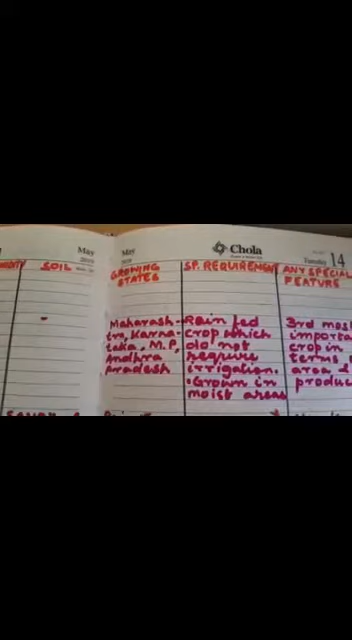 May
May
Chola
Tuesday 14
SOIL
GROWING
STATES
SP. REQUIREMENT
ANY SPECIAL
FEATURE
Maharash-
tra, Karna-
taka, M.P,
Andhra
Pradesh
Rain fed
crop which
do not
require
irrigation.
• Grown in
moist areas
3rd most
importa
crop in
terms
area &
produc